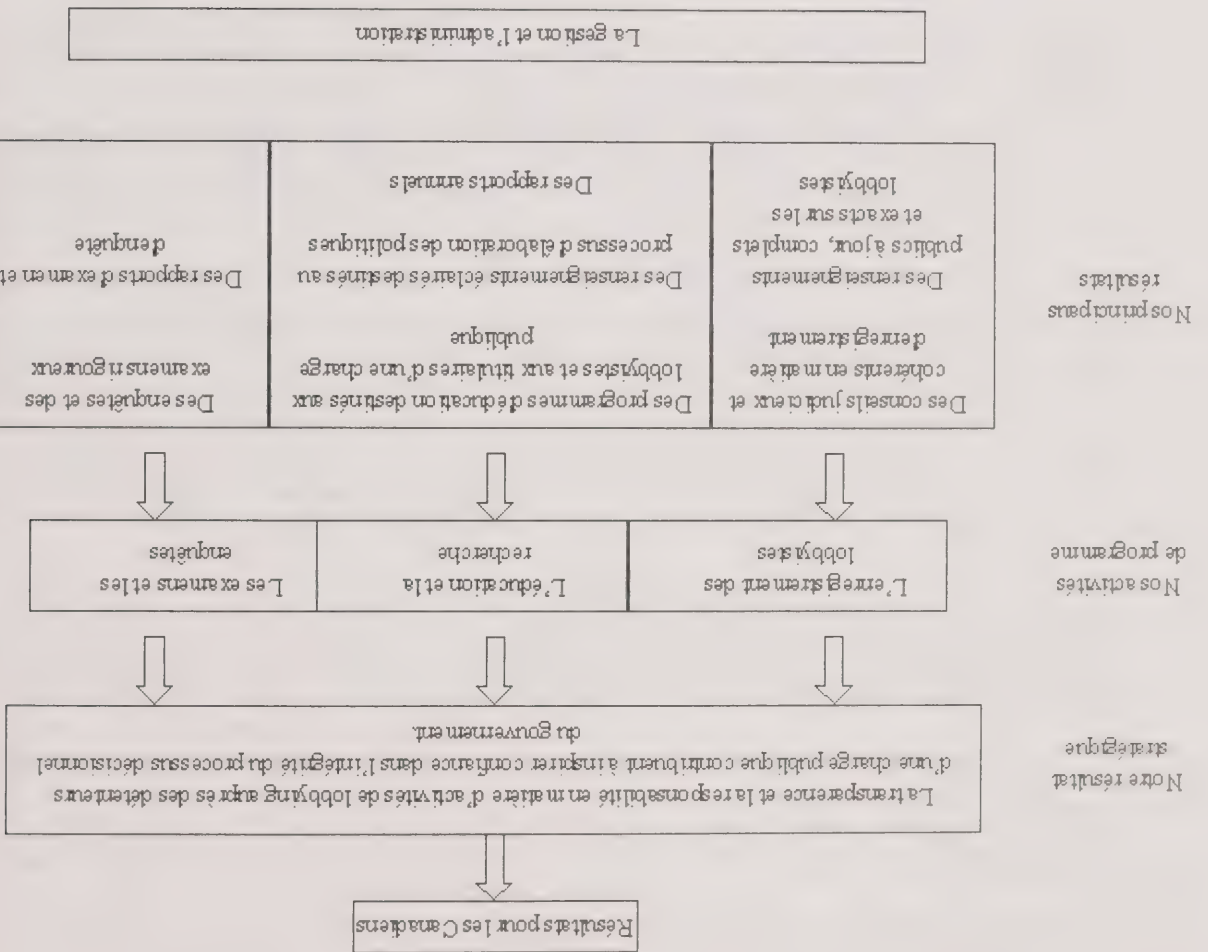 Résultats pour les Canadiens
Notre résultat
stratégique
La transparence et la responsabilité en matière d'activités de lobbying auprès des détenteurs
d'une charge publique contribuent à inspirer confiance dans l'intégrité du processus décisionnel
du gouvernement.
Nos activités
de programme
L'enregistrement des
lobbyistes
L'éducation et la
recherche
Les examens et les
enquêtes
Nos principaus
résultats
Des conseils judicieux et
cohérents en matière
d'enregistrement
Des renseignements
publics à jour, complets
et exacts sur les
lobbyistes
Des programmes d'éducation destinés aux
lobbyistes et aux titulaires d'une charge
publique
Des renseignements éclairés destinés au
processus d'élaboration des politiques
Des rapports annuels
Des enquêtes et des
examens rigoureux
Des rapports d'examen et
d'enquête
La gestion et l'administration